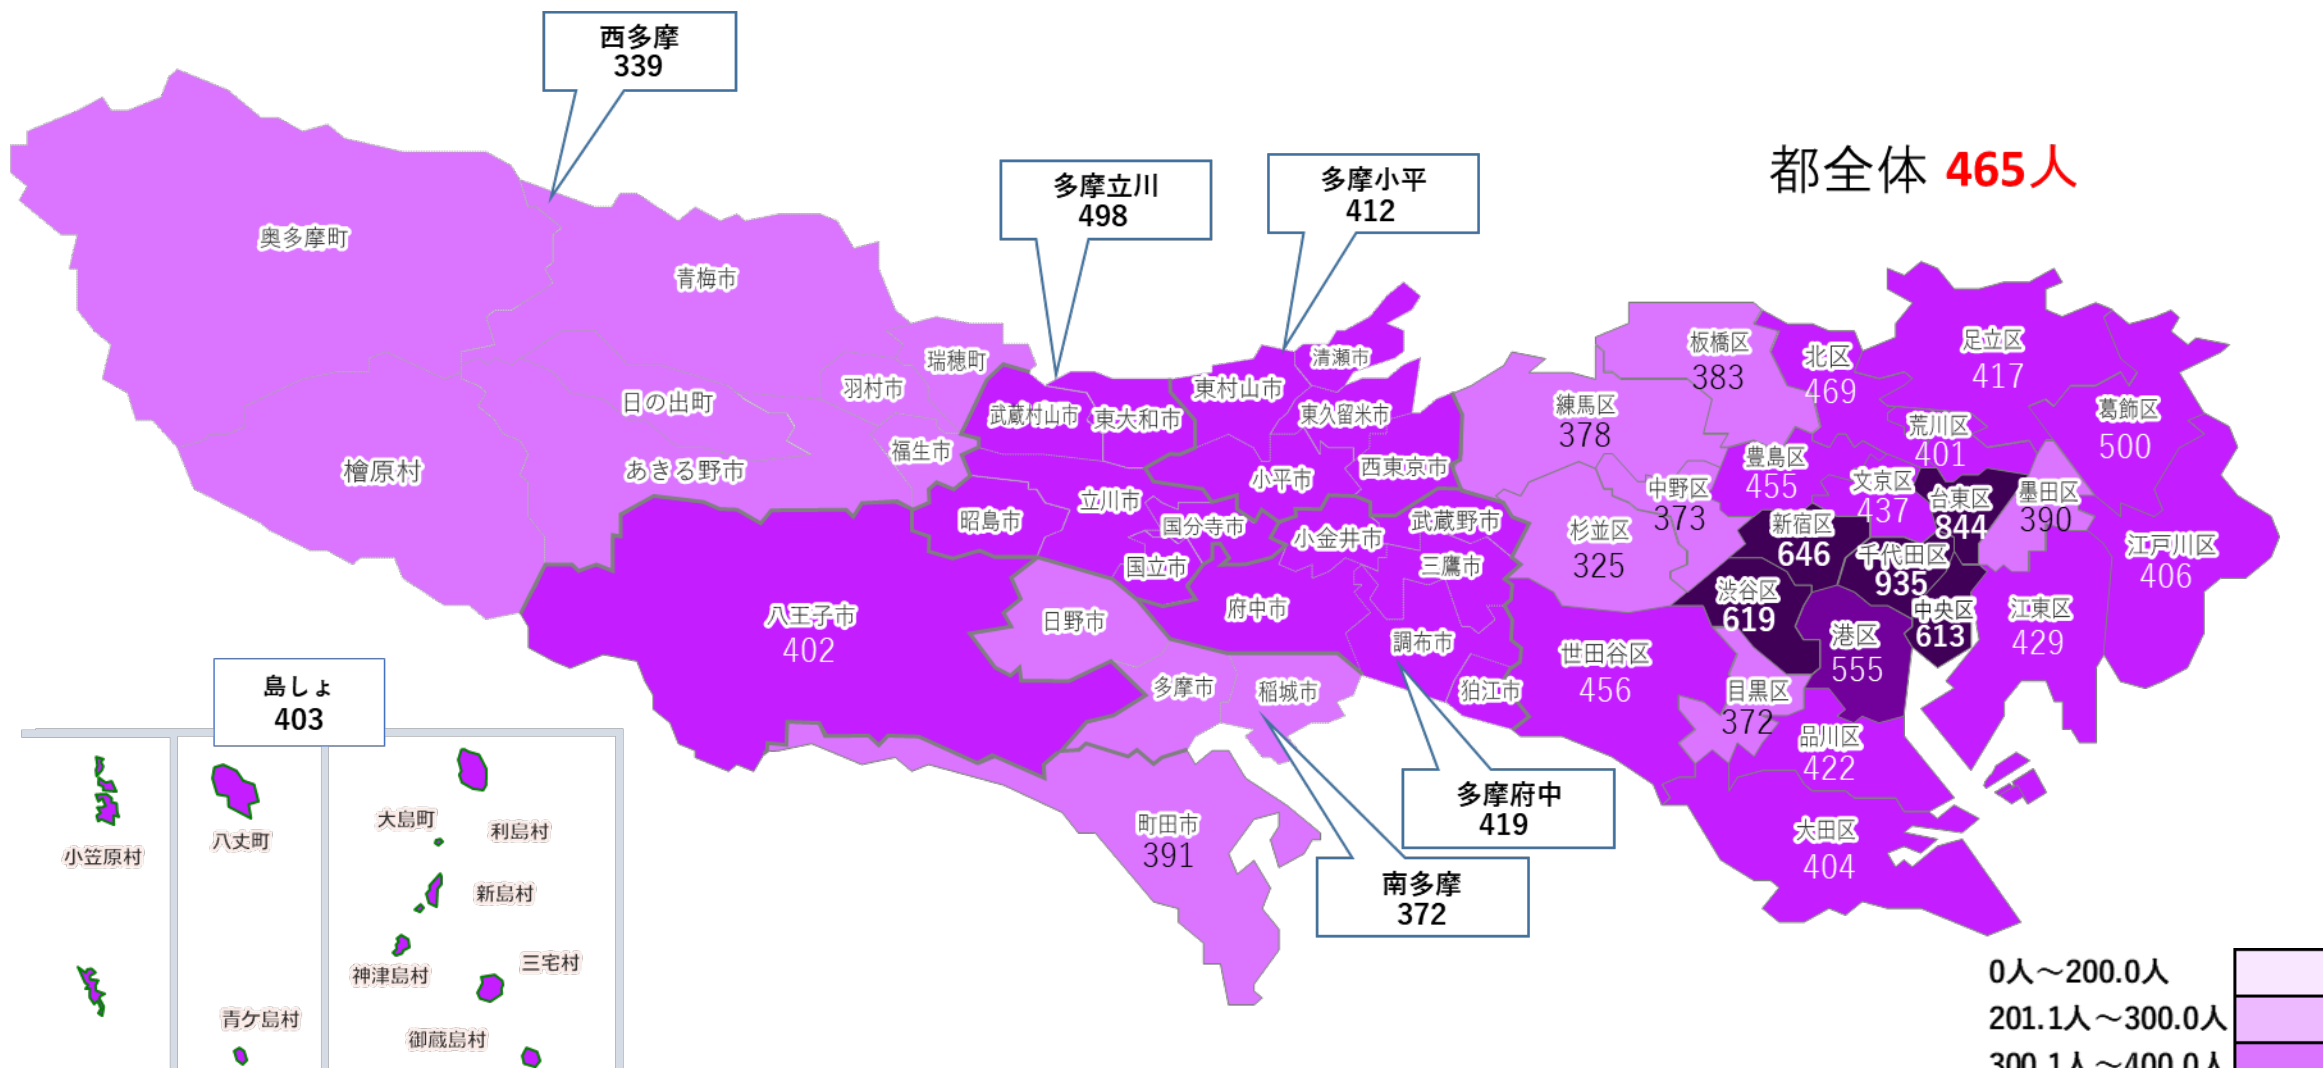 西多摩
339
多摩立川
498
多摩小平
412
都全体 465人
奥多摩町
青梅市
瑞穂町
羽村市
日の出町
福生市
あきる野市
檜原村
清瀬市
東村山市
武蔵村山市
東大和市
東久留米市
小平市
西東京市
立川市
昭島市
国分寺市
小金井市
武蔵野市
国立市
三鷹市
府中市
調布市
狛江市
八王子市
402
日野市
多摩市
稲城市
町田市
391
板橋区
383
北区
469
足立区
417
練馬区
378
荒川区
401
葛飾区
500
豊島区
455
文京区
437
台東区
844
墨田区
390
中野区
373
杉並区
325
新宿区
646
千代田区
935
江戸川区
406
渋谷区
619
中央区
613
江東区
429
港区
555
世田谷区
456
目黒区
372
品川区
422
大田区
404
多摩府中
419
南多摩
372
島しょ
403
小笠原村
八丈町
青ケ島村
大島町
利島村
新島村
神津島村
三宅村
御蔵島村
0人～200.0人
201.1人～300.0人
300.1人～400.0人